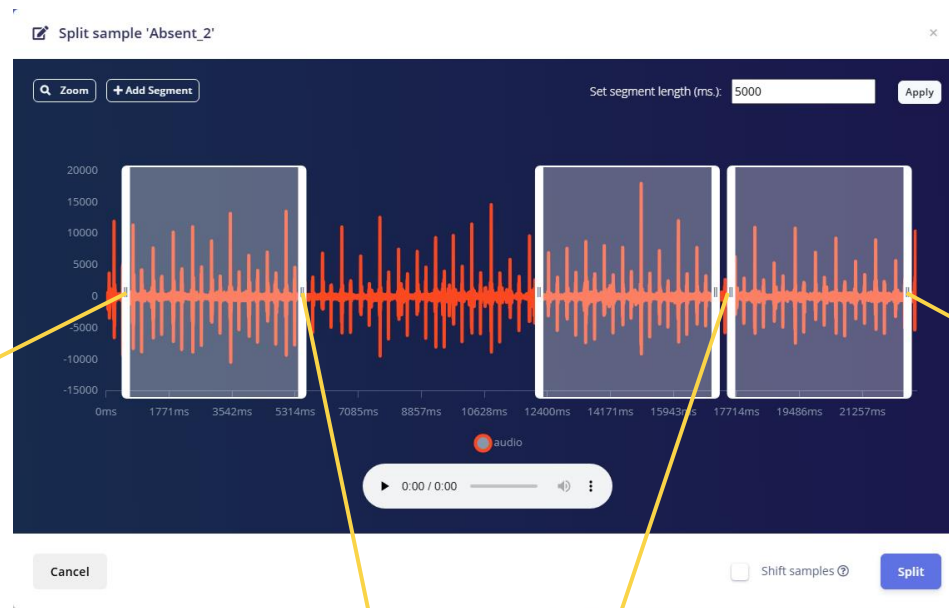 Split sample 'Absent_2'
×
Zoom + Add Segment Set segment length (ms.): 5000 Apply
20000
15000
10000
5000
0
-5000
-10000
-15000
0ms 1771ms 3542ms 5314ms 7085ms 8857ms 10628ms 12400ms 14171ms 15943ms 17714ms 19486ms 21257ms
audio
0:00 / 0:00
Cancel Shift samples ? Split